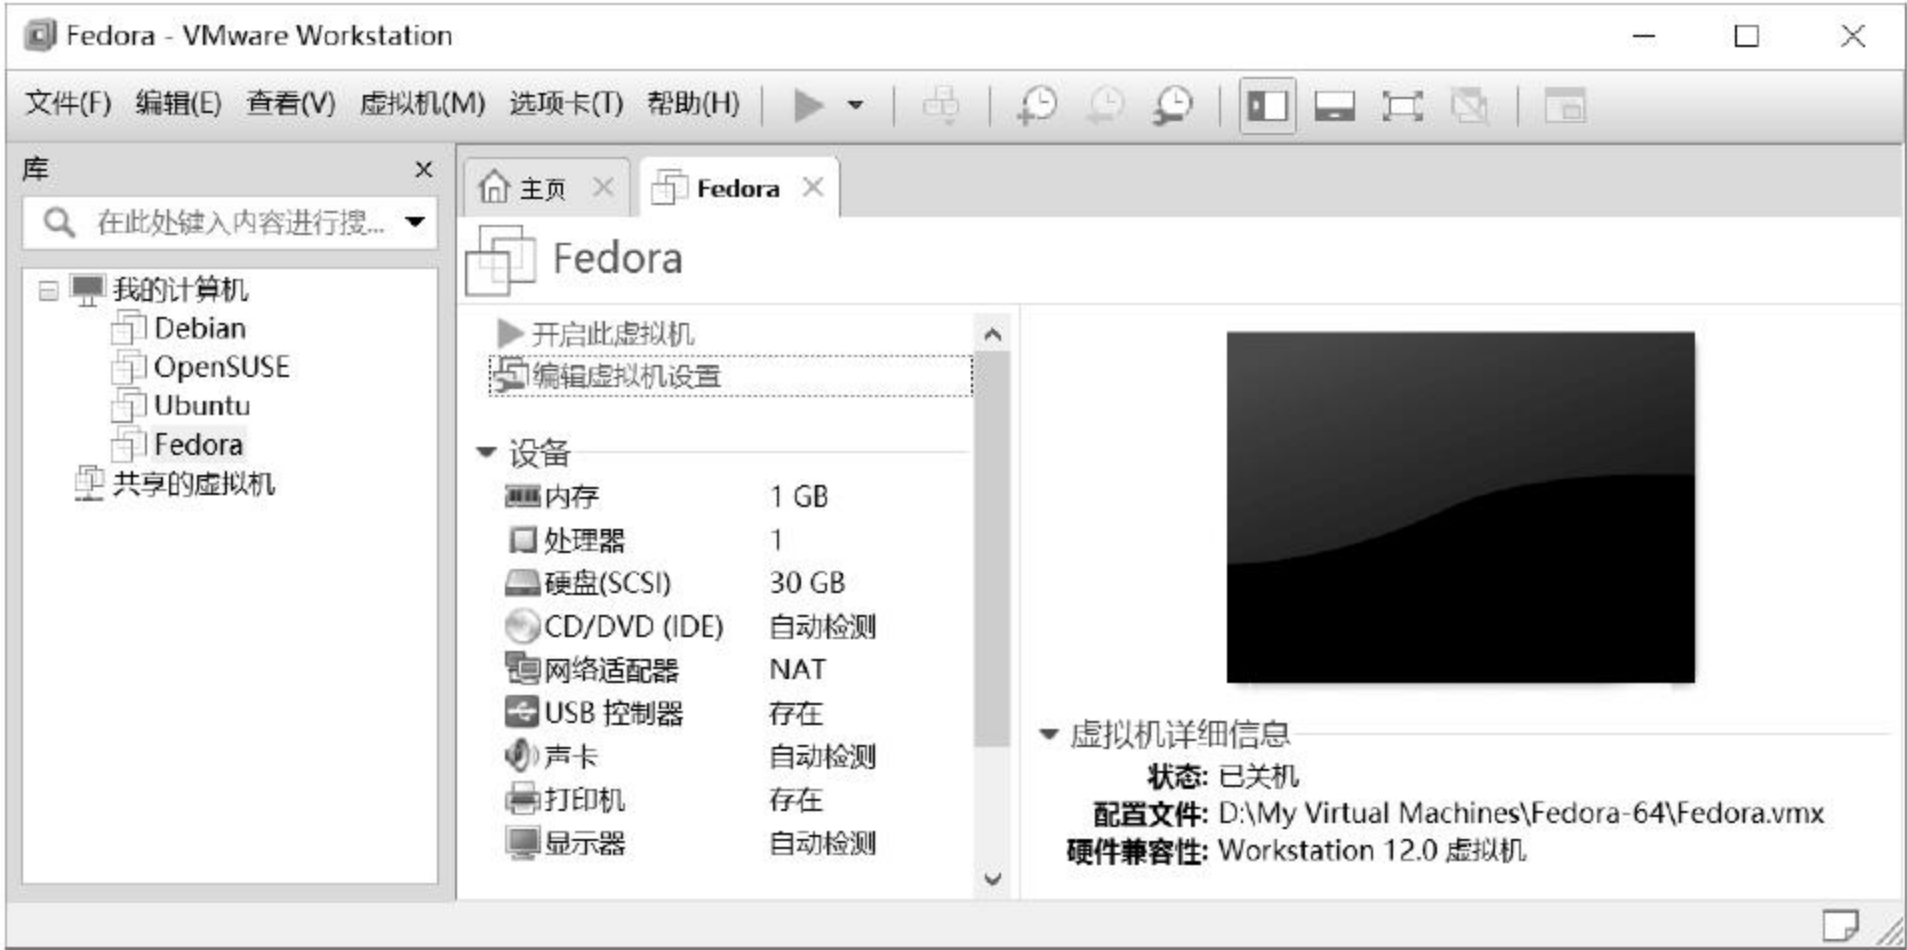 Fedora - VMware Workstation
文件(F) 编辑(E) 查看(V) 虚拟机(M) 选项卡(T) 帮助(H)
库
在此处键入内容进行搜...
我的计算机
Debian
OpenSUSE
Ubuntu
Fedora
共享的虚拟机
主页 Fedora
Fedora
开启此虚拟机
编辑虚拟机设置
设备
内存 1 GB
处理器 1
硬盘(SCSI) 30 GB
CD/DVD (IDE) 自动检测
网络适配器 NAT
USB 控制器 存在
声卡 自动检测
打印机 存在
显示器 自动检测
虚拟机详细信息
状态: 已关机
配置文件: D:\My Virtual Machines\Fedora-64\Fedora.vmx
硬件兼容性: Workstation 12.0 虚拟机